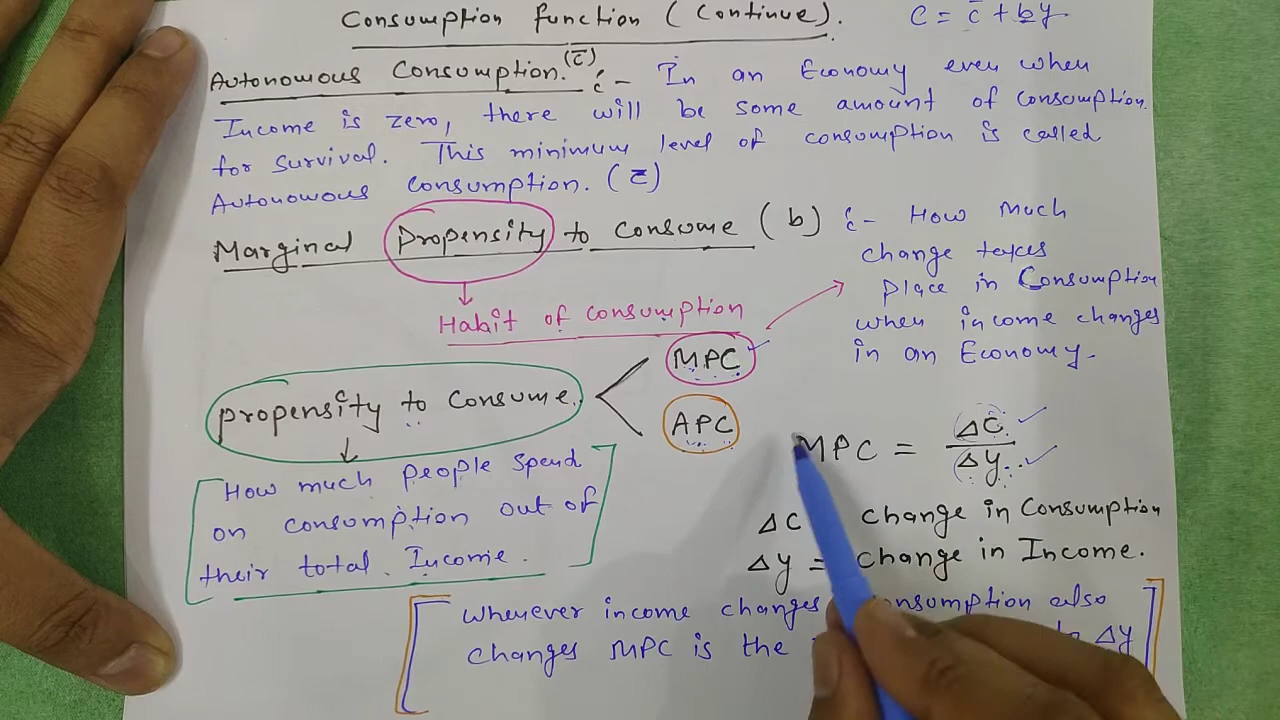 Consumption function (Continue).
C = c̄ + by
Autonomous Consumption. (c̄) :- In an Economy even when
Income is zero, there will be some amount of consumption.
for survival. This minimum level of consumption is called
Autonomous Consumption. (c̄)
Marginal Propensity to Consume (b) :- How Much
change takes
place in Consumption
when income changes
in an Economy.
Habit of consumption
MPC
Propensity to Consume.
APC
How much people spend
on consumption out of
their total Income.
MPC = ΔC / ΔY
ΔC change in Consumption
ΔY = change in Income.
Whenever income changes consumption also
changes MPC is the ΔY